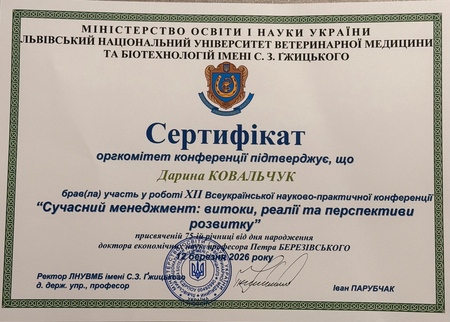 МІНІСТЕРСТВО ОСВІТИ І НАУКИ УКРАЇНИ
ЛЬВІВСЬКИЙ НАЦІОНАЛЬНИЙ УНІВЕРСИТЕТ ВЕТЕРИНАРНОЇ МЕДИЦИНИ
ТА БІОТЕХНОЛОГІЙ ІМЕНІ С. З. ҐЖИЦЬКОГО
Сертифікат
оргкомітет конференції підтверджує, що
Дарина КОВАЛЬЧУК
брав(ла) участь у роботі XII Всеукраїнської науково-практичної конференції
“Сучасний менеджмент: витоки, реалії та перспективи
розвитку”
присвяченій 75-ій річниці від дня народження
доктора економічних наук, професора Петра БЕРЕЗІВСЬКОГО
12 березня 2026 року
Ректор ЛНУВМБ імені С.З. Ґжицького
д. держ. упр., професор
Іван ПАРУБЧАК